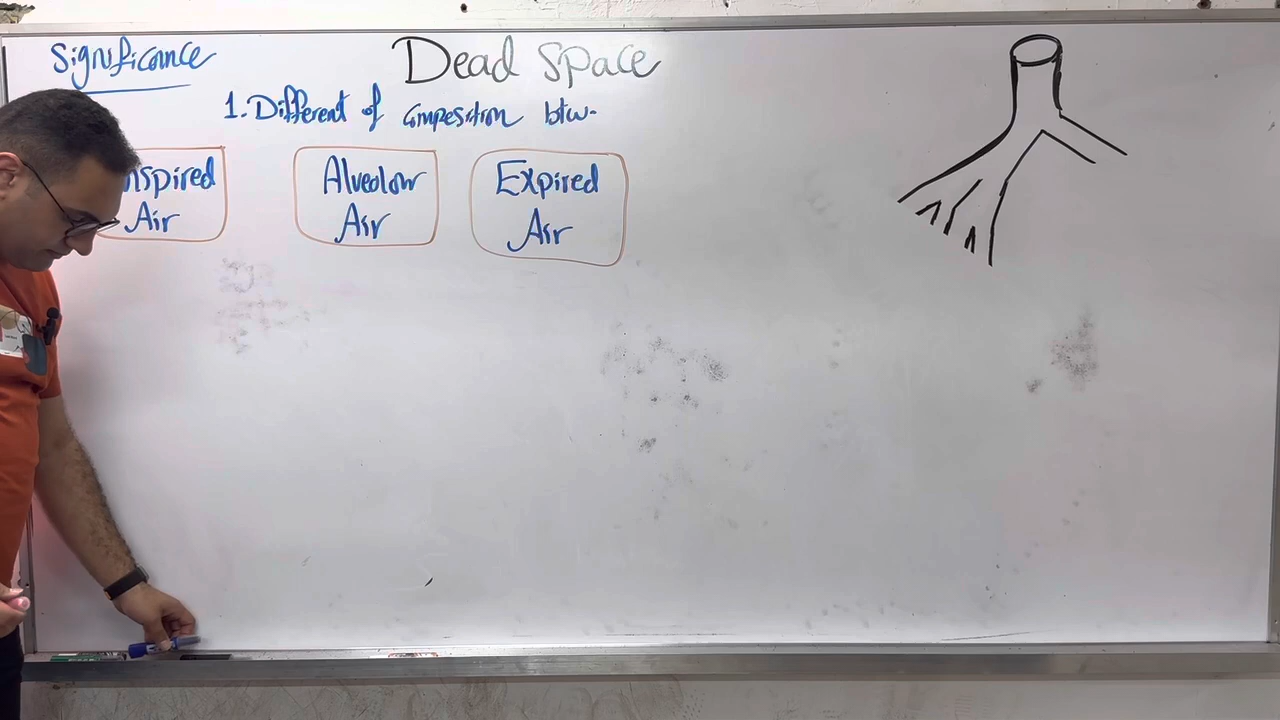 Significance
Dead Space
1. Different of Composition btw.
nspired
Air
Alveolar
Air
Expired
Air